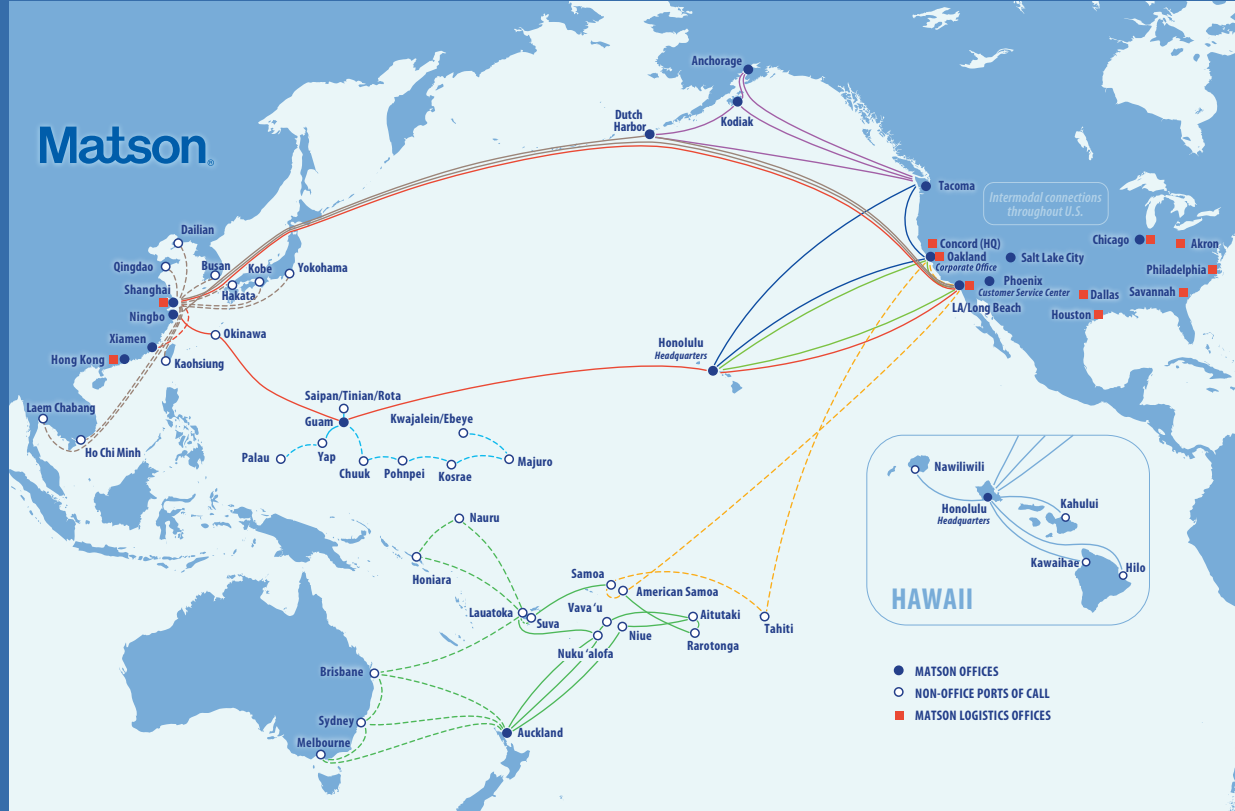 Matson®
Anchorage
Kodiak
Dutch
Harbor
Tacoma
Intermodal connections
throughout U.S.
Concord (HQ)
Oakland
Corporate Office
Salt Lake City
Chicago
Akron
Philadelphia
Phoenix
Customer Service Center
Dallas
Savannah
LA/Long Beach
Houston
Dailian
Qingdao
Busan
Kobe
Yokohama
Shanghai
Hakata
Ningbo
Okinawa
Xiamen
Hong Kong
Kaohsiung
Laem Chabang
Ho Chi Minh
Honolulu
Headquarters
Saipan/Tinian/Rota
Guam
Kwajalein/Ebeye
Palau
Yap
Chuuk
Pohnpei
Kosrae
Majuro
Nauru
Honiara
Samoa
American Samoa
Lauatoka
Suva
Vava ‘u
Niue
Aitutaki
Rarotonga
Nuku ‘alofa
Tahiti
Brisbane
Sydney
Melbourne
Auckland
Nawiliwili
Honolulu
Headquarters
Kahului
Kawaihae
Hilo
HAWAII
MATSON OFFICES
NON-OFFICE PORTS OF CALL
MATSON LOGISTICS OFFICES